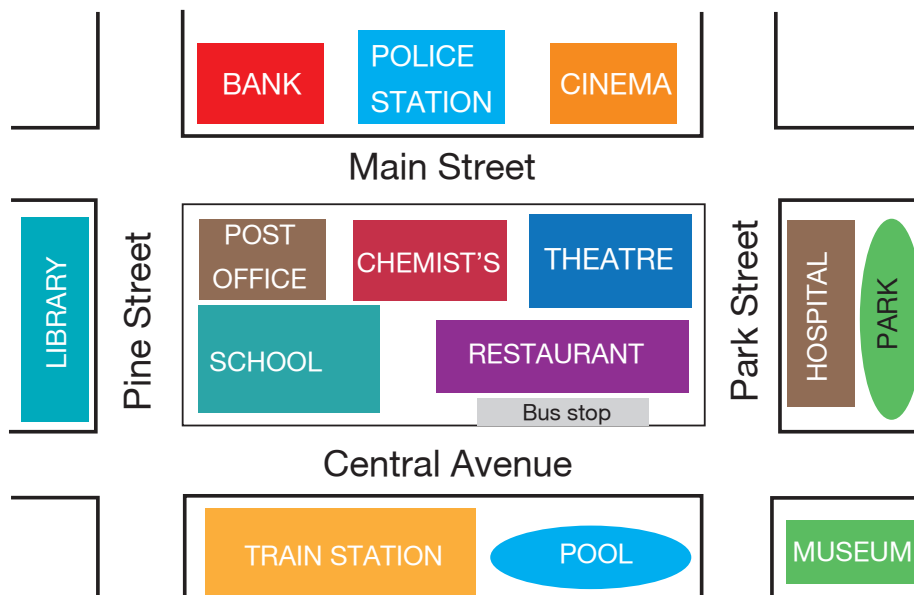 BANK
POLICE
STATION
CINEMA
Main Street
LIBRARY
Pine Street
POST
OFFICE
CHEMIST'S
THEATRE
SCHOOL
RESTAURANT
Bus stop
Park Street
HOSPITAL
PARK
Central Avenue
TRAIN STATION
POOL
MUSEUM